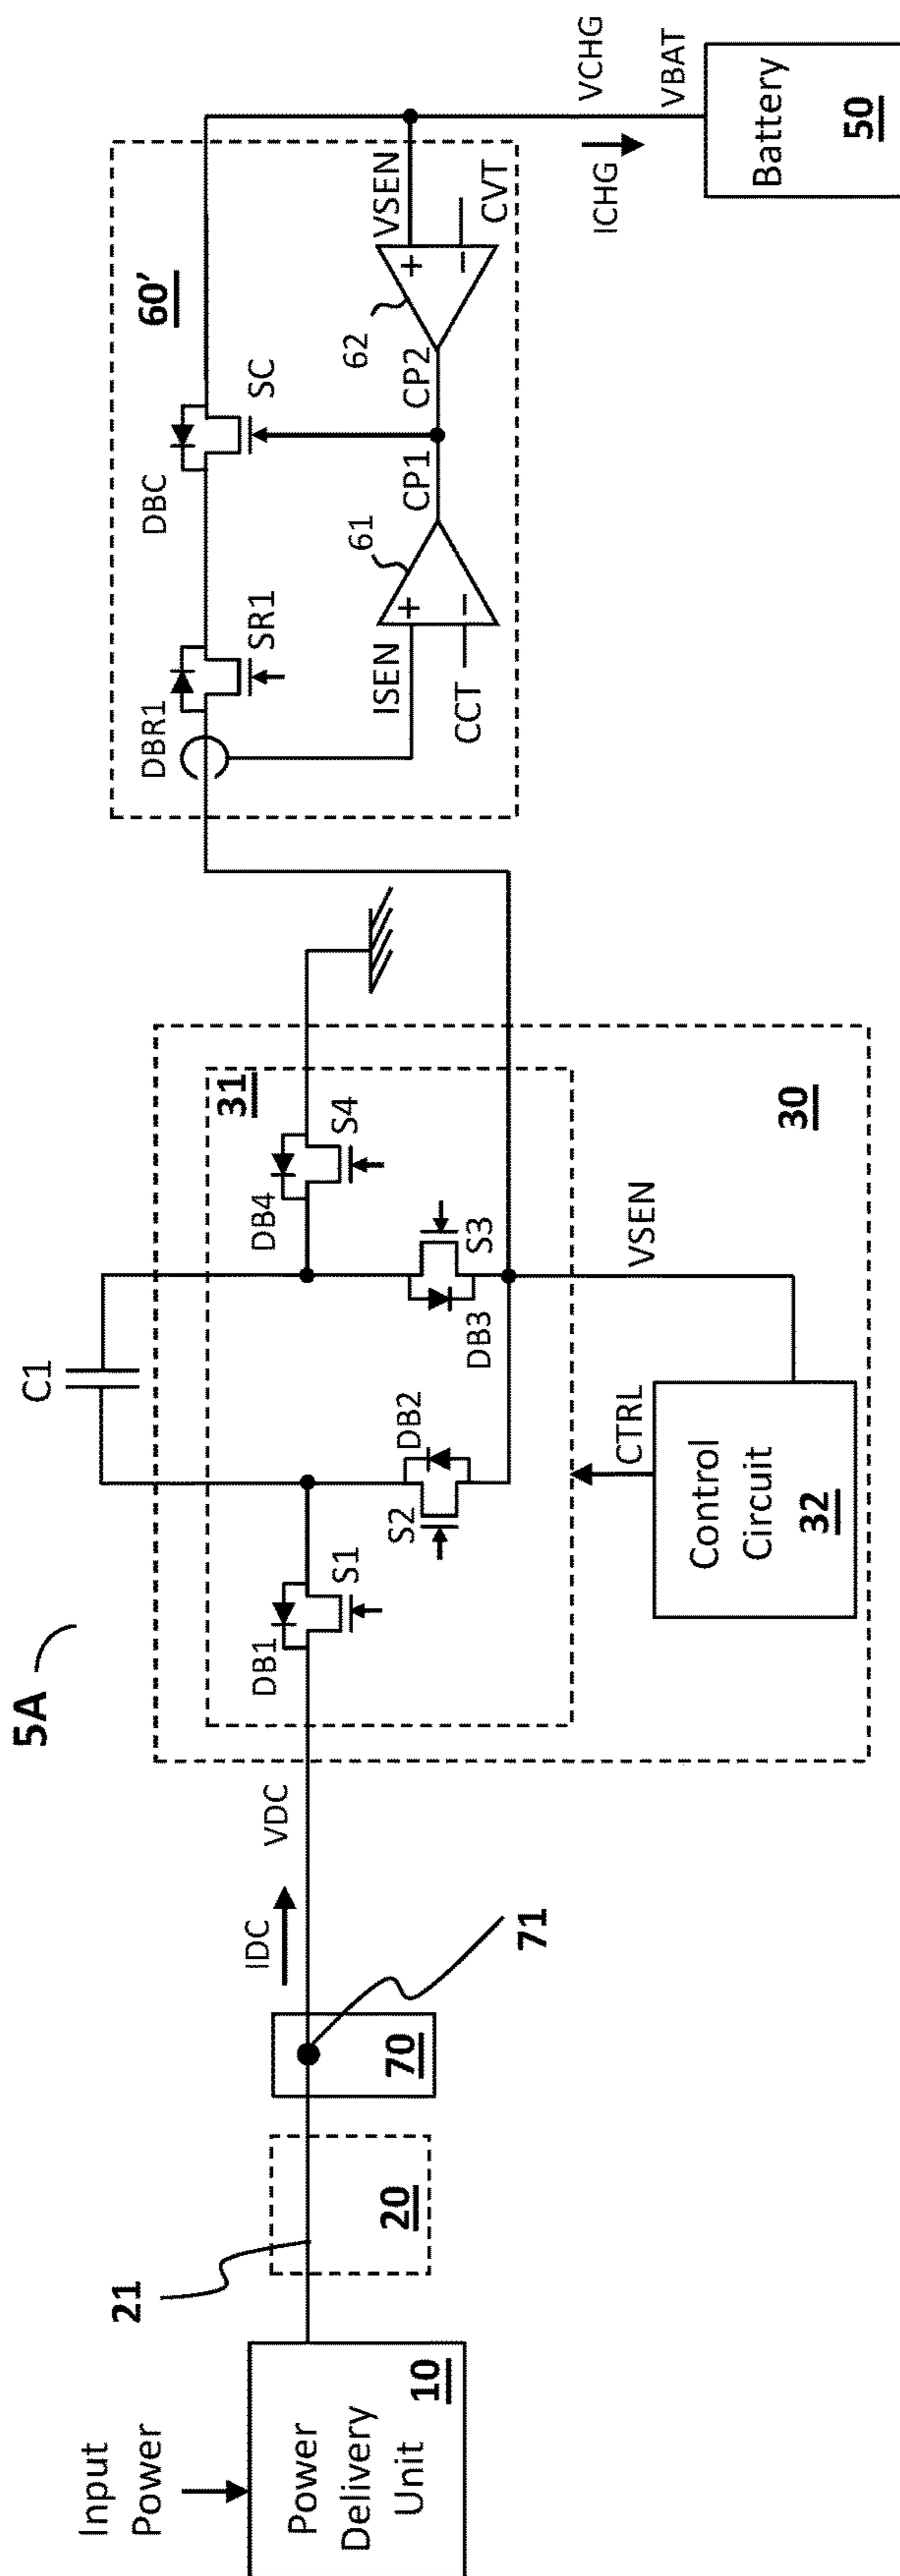 5A
Input
Power
Power
Delivery
Unit
10
21
20
70
71
IDC
VDC
30
31
DB1
S1
S2
DB2
C1
DB3
S3
DB4
S4
CTRL
Control
Circuit
32
VSEN
60'
DBR1
SR1
DBC
SC
ISEN
CCT
+
−
61
CP1
CP2
62
+
−
VSEN
CVT
ICHG
VCHG
VBAT
Battery
50